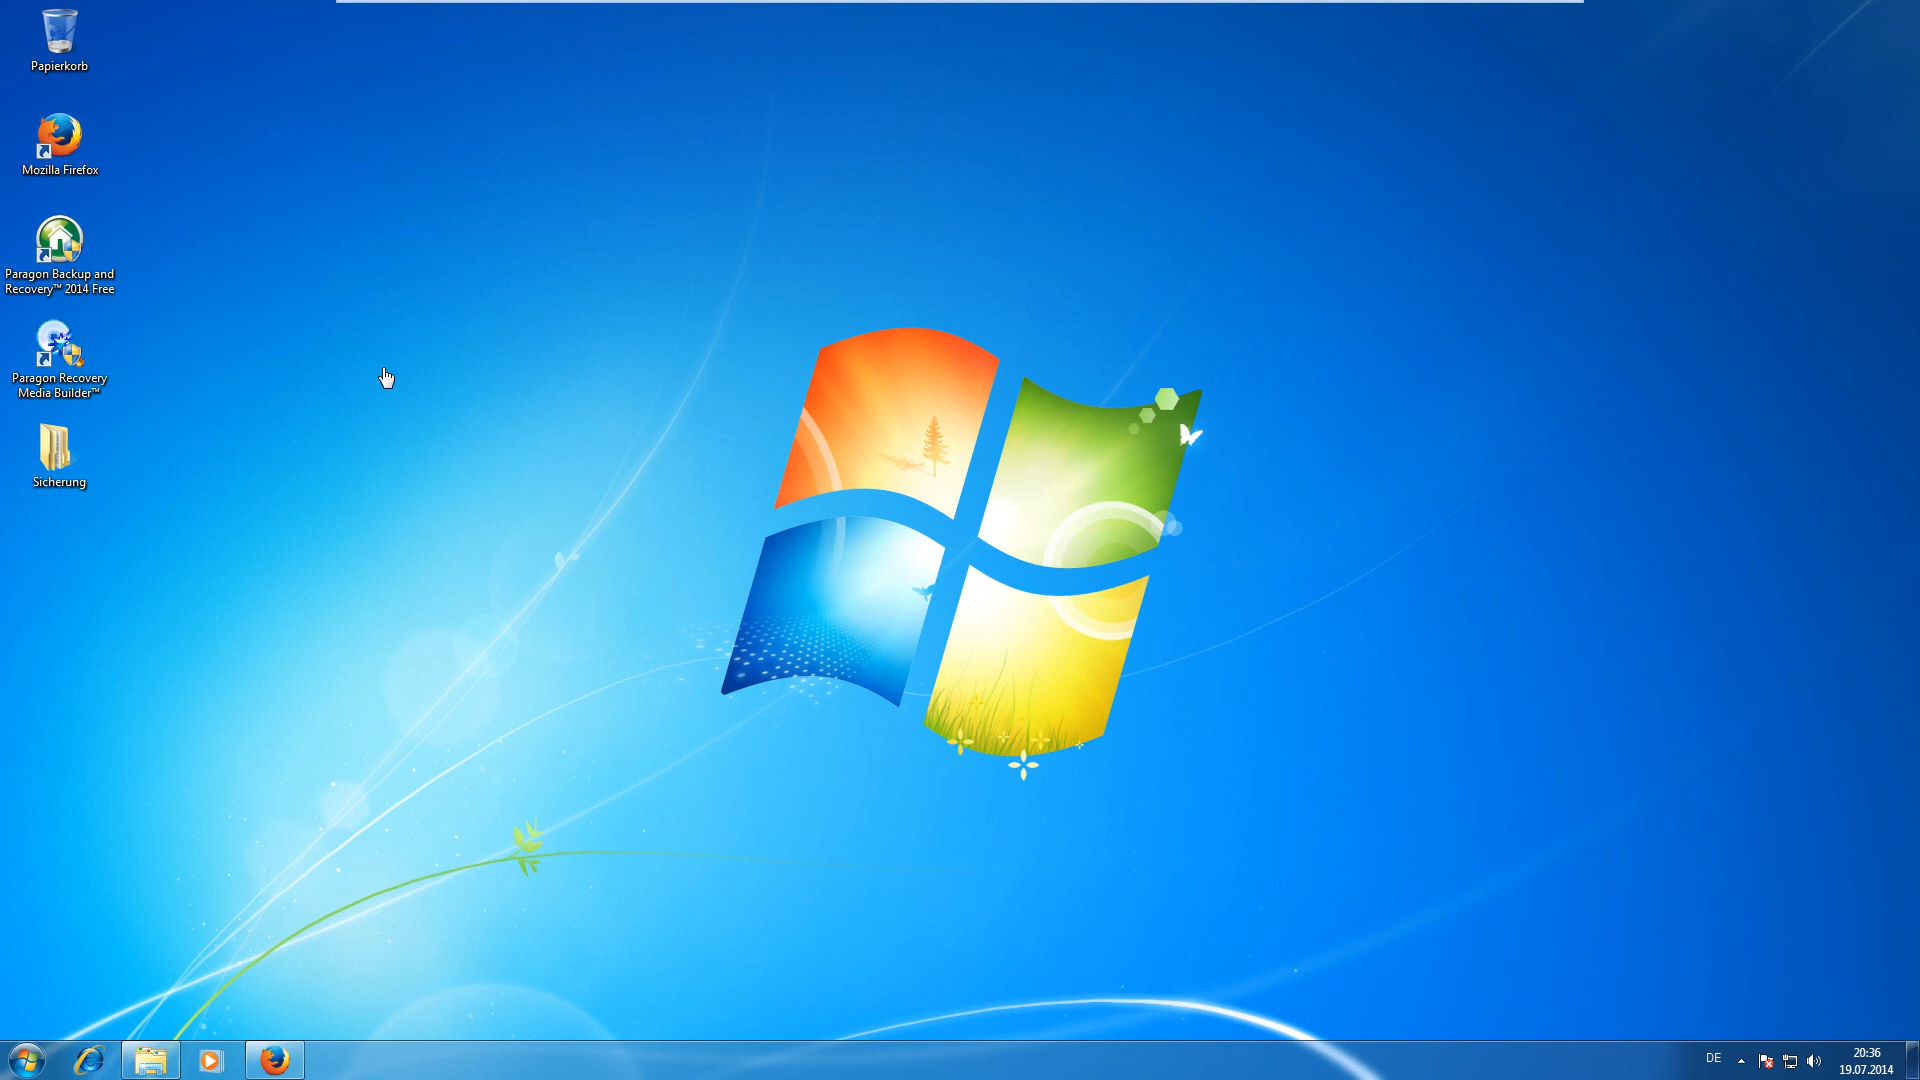 Papierkorb
Mozilla Firefox
Paragon Backup and
Recovery™ 2014 Free
Paragon Recovery
Media Builder™
Sicherung
DE
20:36
19.07.2014